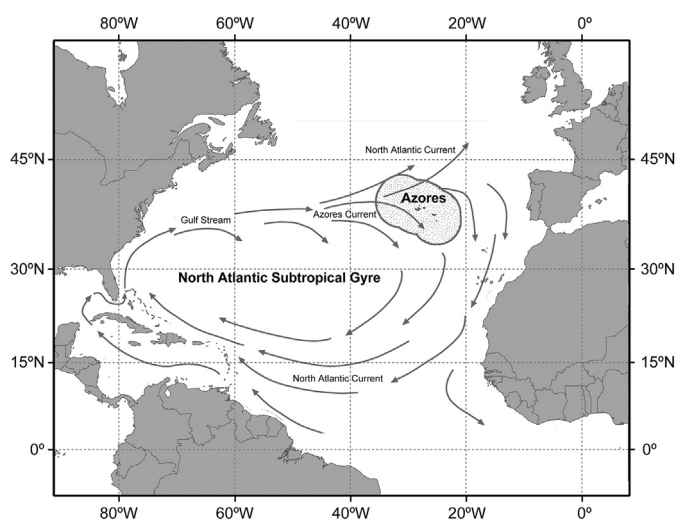 80ºW 60ºW 40ºW 20ºW 0º
North Atlantic Current
45ºN 45ºN
Azores
Gulf Stream
Azores Current
30ºN 30ºN
North Atlantic Subtropical Gyre
15ºN 15ºN
North Atlantic Current
0º 0º
80ºW 60ºW 40ºW 20ºW 0º